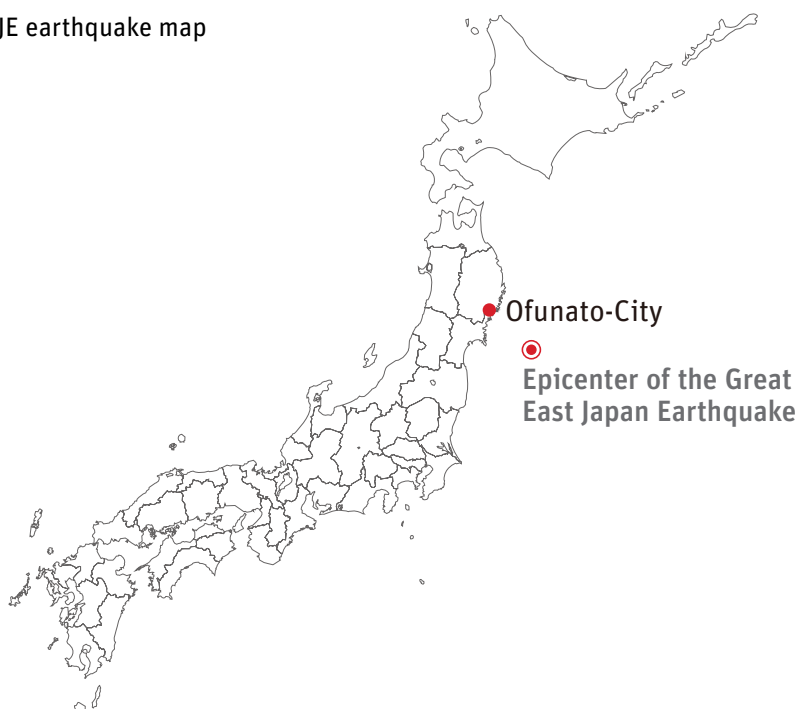 JE earthquake map
Ofunato-City
Epicenter of the Great
East Japan Earthquake